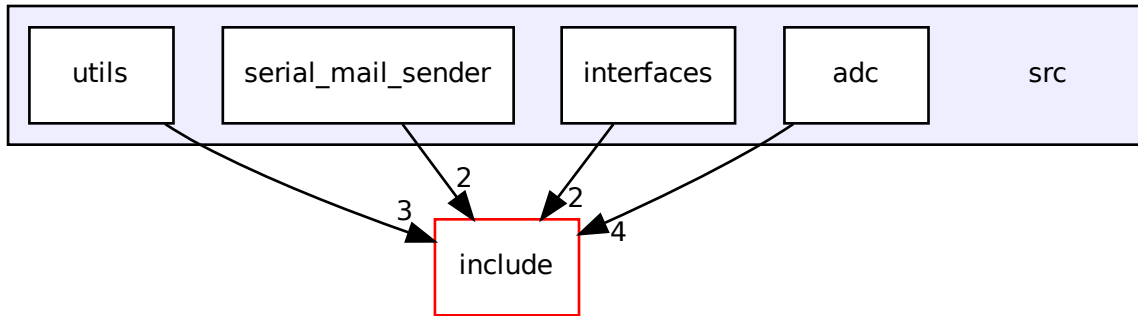 utils
serial_mail_sender
interfaces
adc
src
3
2
2
4
include